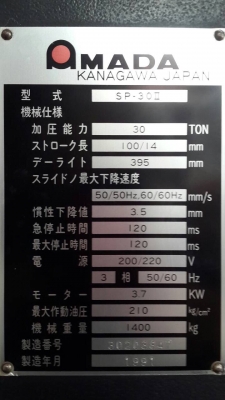 AMADA
KANAGAWA JAPAN
型式 SP-30Ⅱ
機械仕様
加圧能力 30 TON
ストローク長 100/14 mm
デーライト 395 mm
スライドノ最大下降速度
50/50Hz.60/60Hz mm/s
慣性下降値 3.5 mm
急停止時間 120 ms
最大停止時間 120 ms
電源 200/220 V
3 相 50/60 Hz
モーター 3.7 KW
最大作動油圧 210 kg/cm²
機械重量 1400 kg
製造番号
製造年月 1991